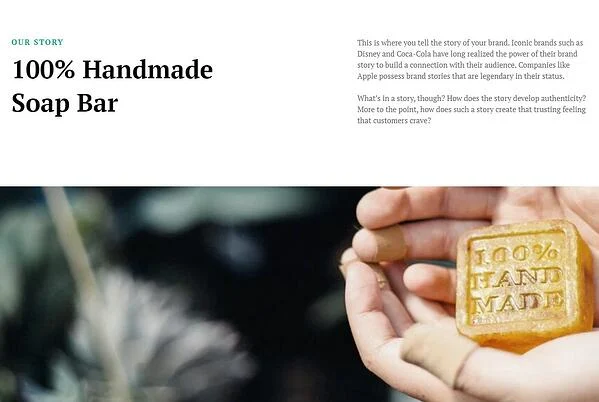 OUR STORY
100% Handmade
Soap Bar
This is where you tell the story of your brand. Iconic brands such as
Disney and Coca-Cola have long realized the power of their brand
story to build a connection with their audience. Companies like
Apple possess brand stories that are legendary in their status.
What's in a story, though? How does the story develop authenticity?
More to the point, how does such a story create that trusting feeling
that customers crave?
100%
HAND
MADE